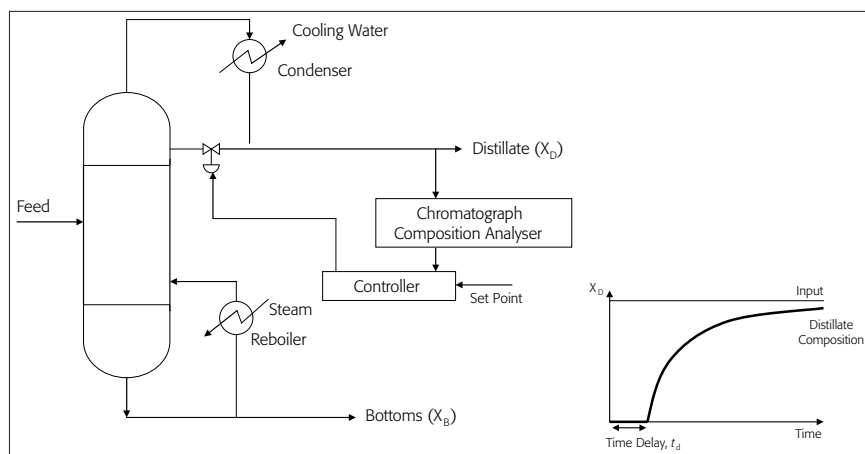 Cooling Water
Condenser
Distillate (X_D)
Feed
Chromatograph
Composition Analyser
Controller
Set Point
Steam
Reboiler
Bottoms (X_B)
X_D
Input
Distillate
Composition
Time
Time Delay, t_d